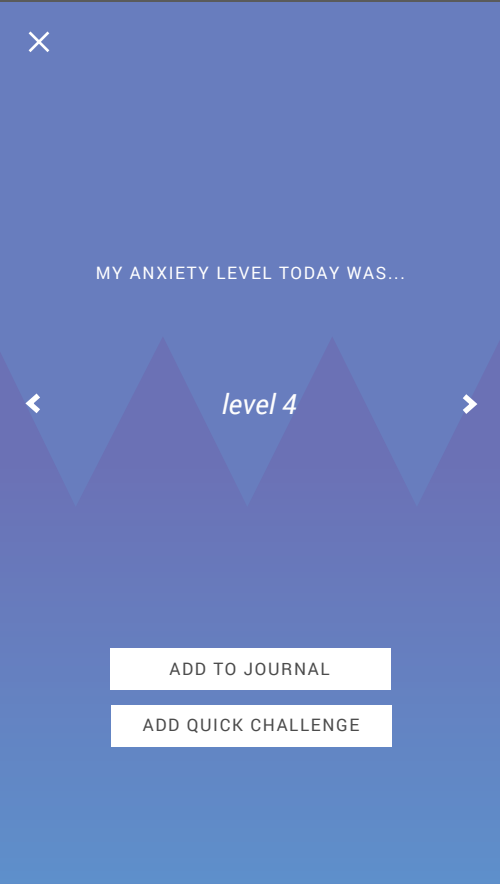 MY ANXIETY LEVEL TODAY WAS...
level 4
ADD TO JOURNAL
ADD QUICK CHALLENGE